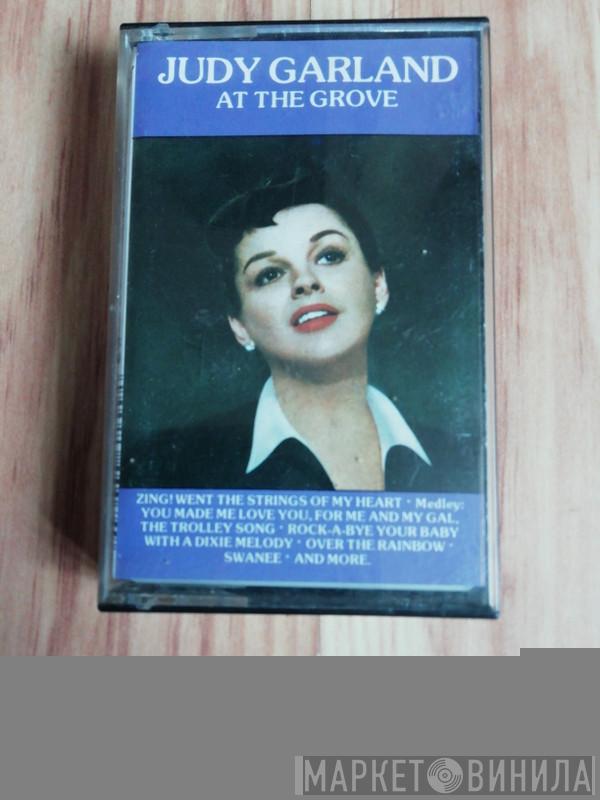 JUDY GARLAND
AT THE GROVE
ZING! WENT THE STRINGS OF MY HEART • Medley:
YOU MADE ME LOVE YOU, FOR ME AND MY GAL,
THE TROLLEY SONG • ROCK-A-BYE YOUR BABY
WITH A DIXIE MELODY • OVER THE RAINBOW •
SWANEE • AND MORE.
МАРКЕТ ВИНИЛА